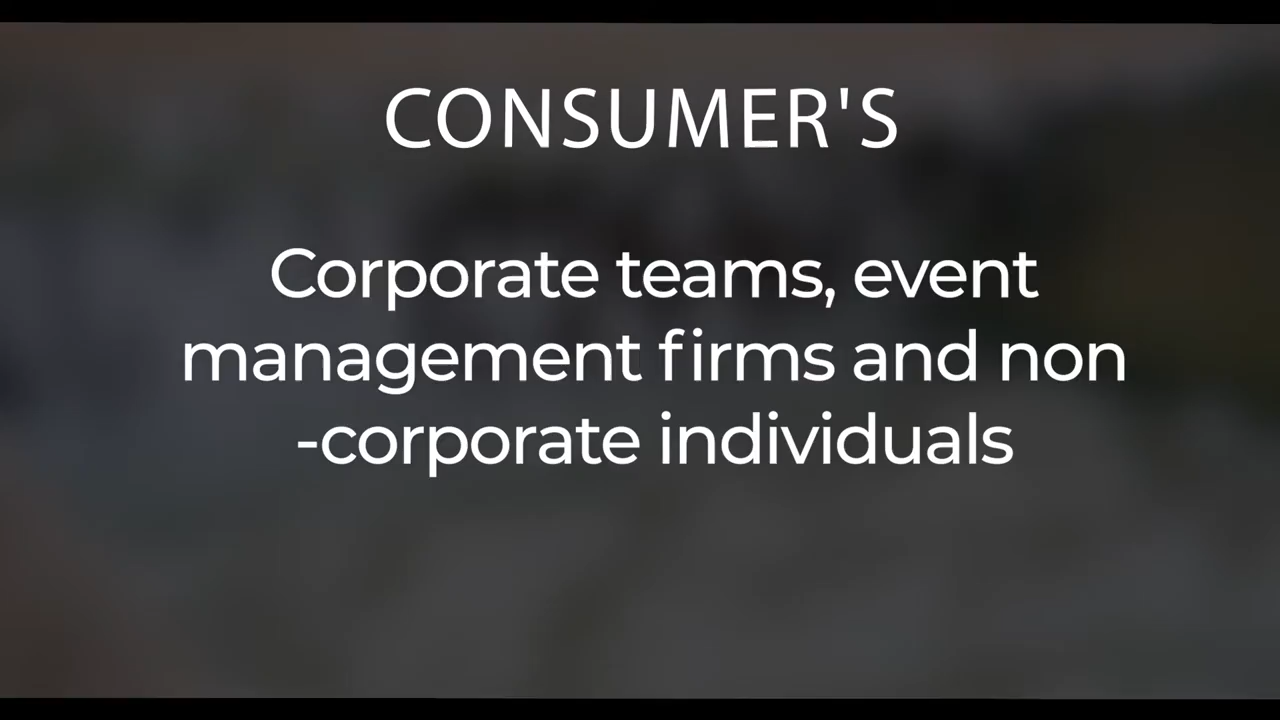 CONSUMER'S
Corporate teams, event
management firms and non
-corporate individuals